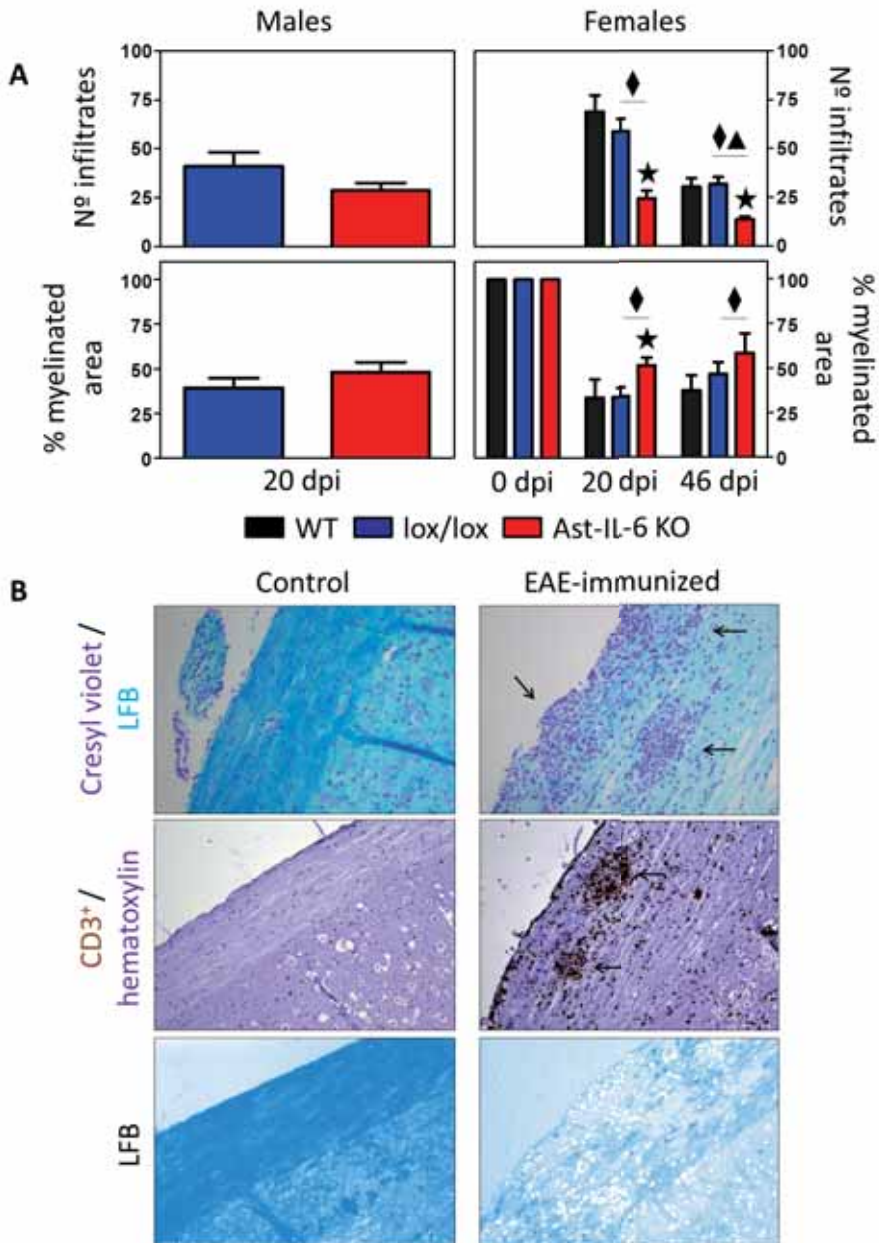 Males
Females
A
Nº infiltrates
100
75
50
25
0
100
75
50
25
0
Nº infiltrates
% myelinated
area
100
75
50
25
0
100
75
50
25
0
% myelinated
area
20 dpi
0 dpi
20 dpi
46 dpi
WT
lox/lox
Ast-IL-6 KO
B
Control
EAE-immunized
Cresyl violet /
LFB
CD3⁺/
hematoxylin
LFB